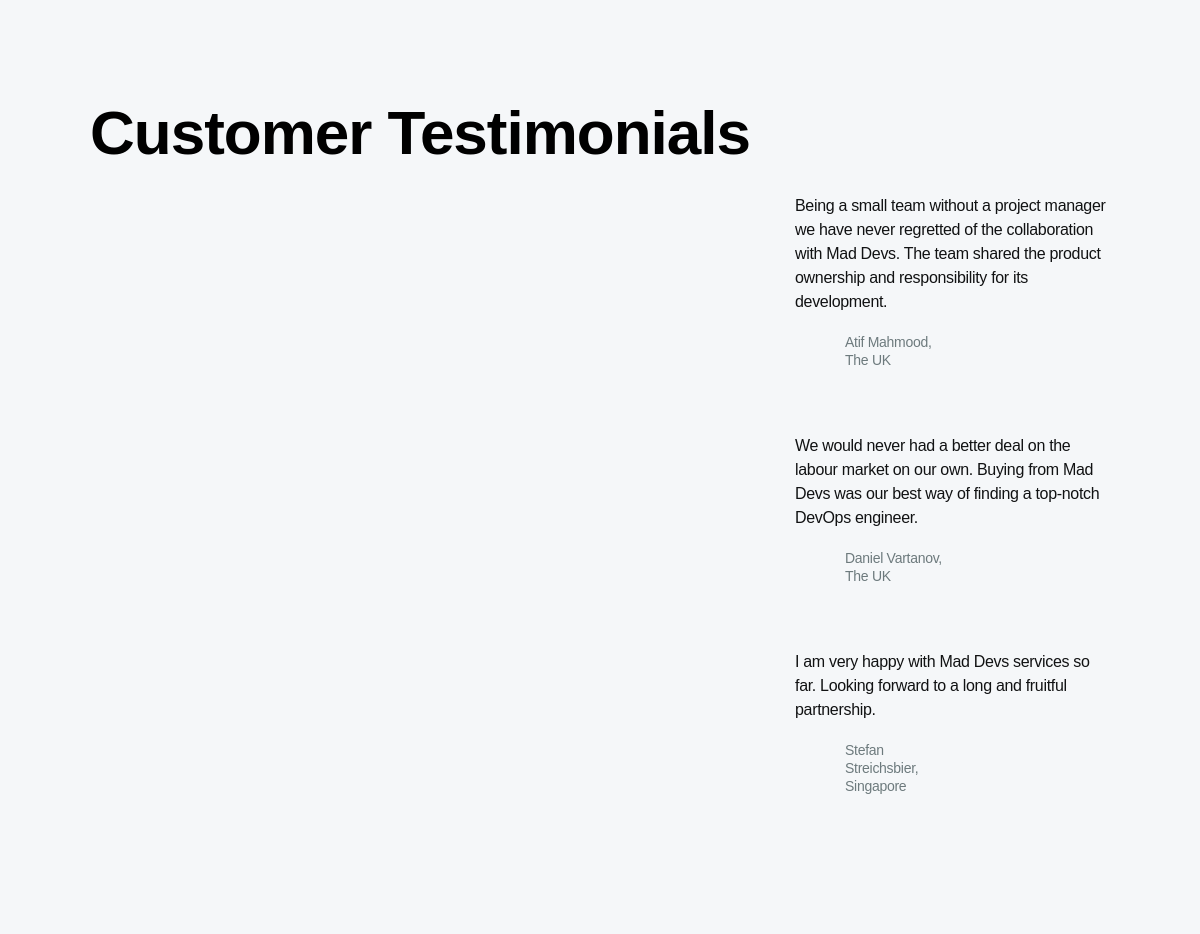 Customer Testimonials
Being a small team without a project manager
we have never regretted of the collaboration
with Mad Devs. The team shared the product
ownership and responsibility for its
development.
Atif Mahmood,
The UK
We would never had a better deal on the
labour market on our own. Buying from Mad
Devs was our best way of finding a top-notch
DevOps engineer.
Daniel Vartanov,
The UK
I am very happy with Mad Devs services so
far. Looking forward to a long and fruitful
partnership.
Stefan
Streichsbier,
Singapore